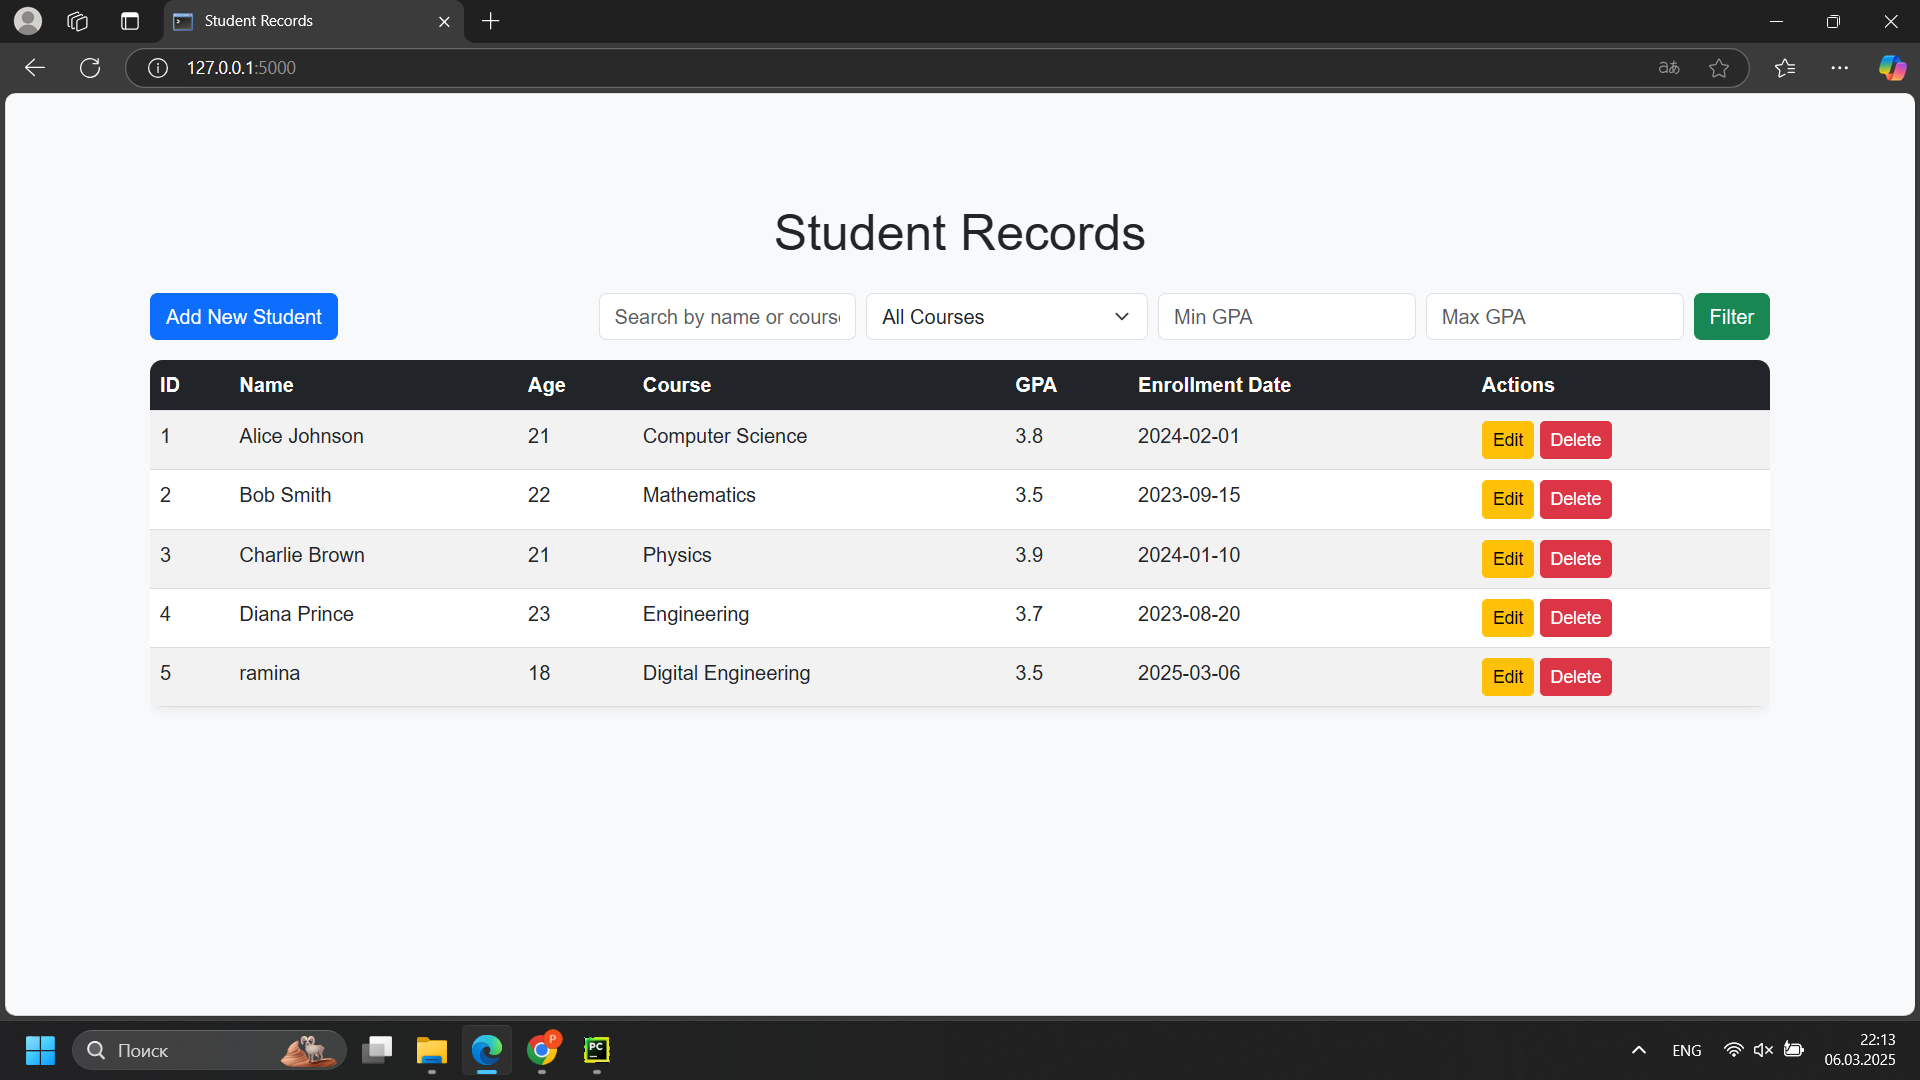 Student Records
127.0.0.1:5000
aあ
Student Records
Add New Student
Search by name or cours
All Courses
Min GPA
Max GPA
Filter
ID Name Age Course GPA Enrollment Date Actions
1 Alice Johnson 21 Computer Science 3.8 2024-02-01 Edit Delete
2 Bob Smith 22 Mathematics 3.5 2023-09-15 Edit Delete
3 Charlie Brown 21 Physics 3.9 2024-01-10 Edit Delete
4 Diana Prince 23 Engineering 3.7 2023-08-20 Edit Delete
5 ramina 18 Digital Engineering 3.5 2025-03-06 Edit Delete
Поиск
P
PC
ENG
22:13
06.03.2025